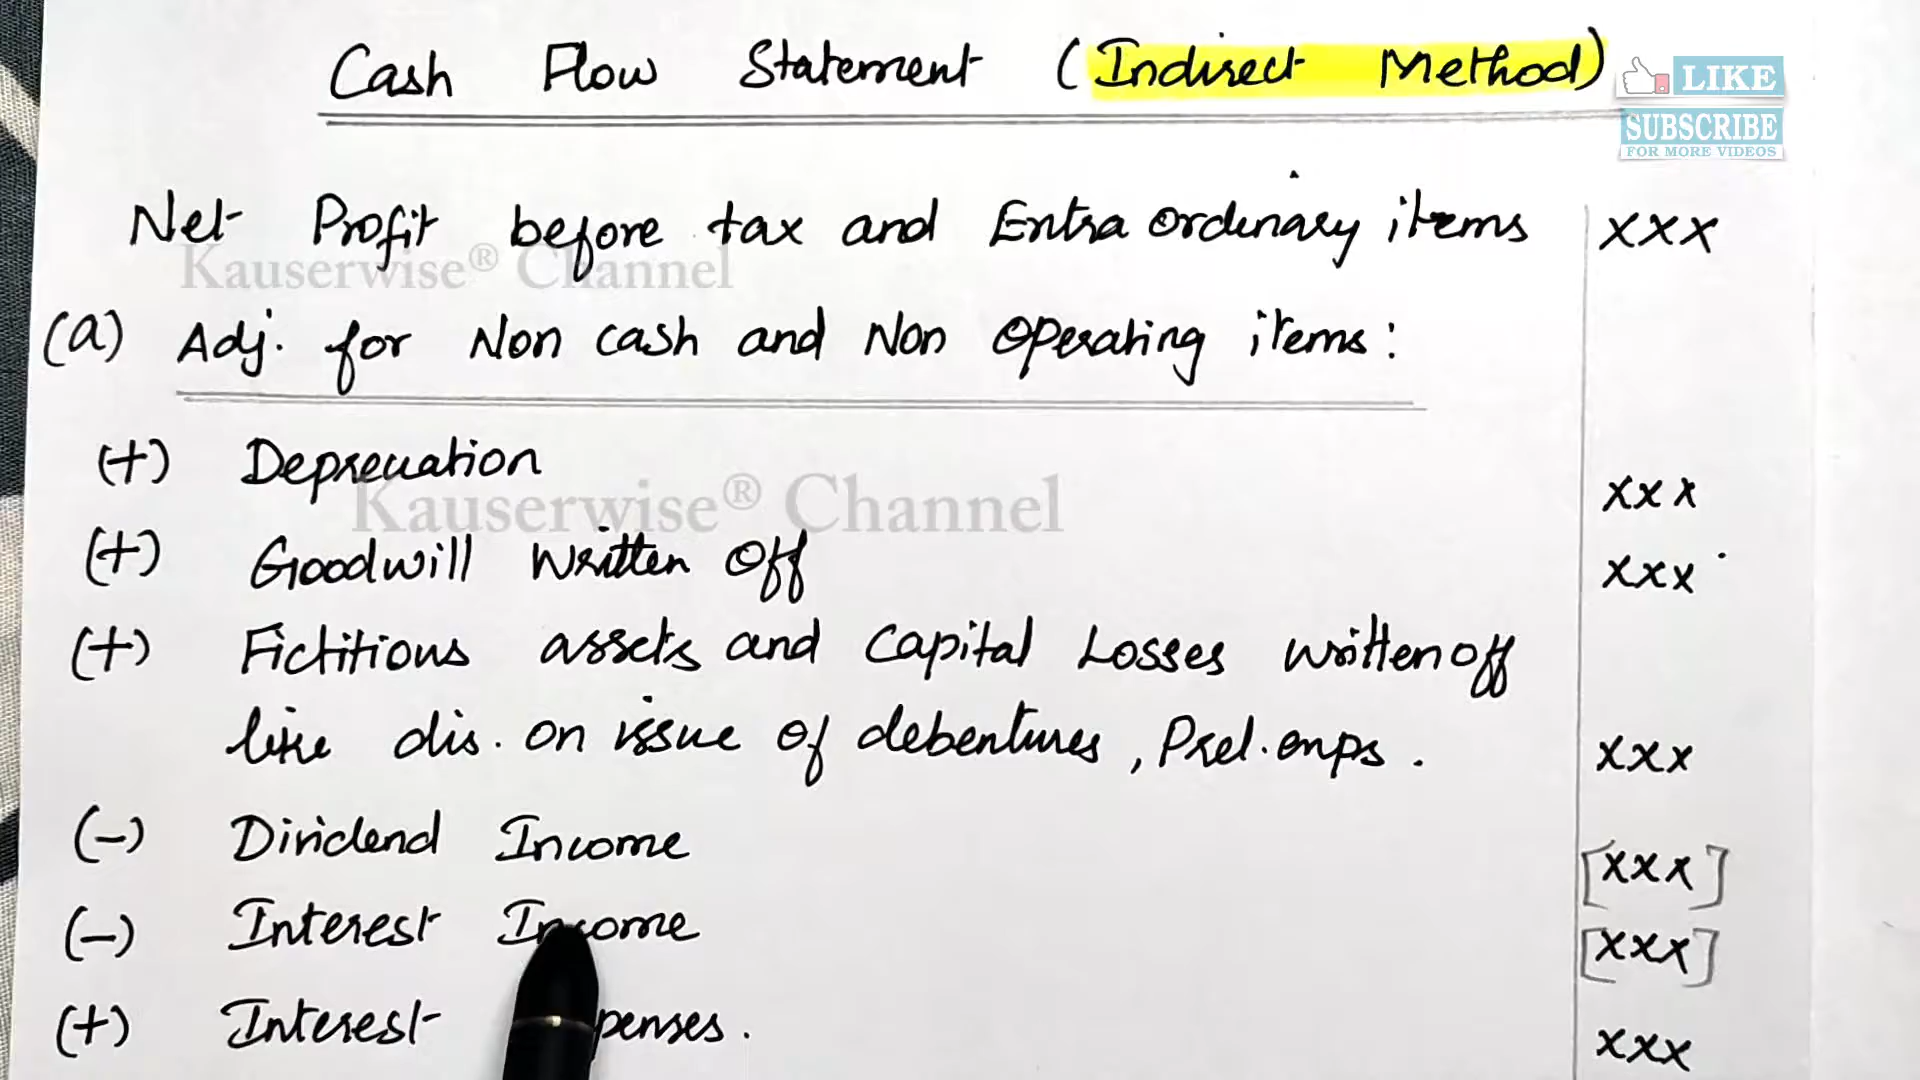 Cash Flow Statement (Indirect Method)
LIKE
SUBSCRIBE
FOR MORE VIDEOS
Net Profit before tax and Extra ordinary items xxx
Kauserwise® Channel
(a) Adj. for Non cash and Non Operating items:
(+) Depreciation xxx
Kauserwise® Channel
(+) Goodwill written off xxx
(+) Fictitious assets and Capital Losses written off
like dis. on issue of debentures, Prel. exps. xxx
(-) Dividend Income [xxx]
(-) Interest Income [xxx]
(+) Interest penses. xxx